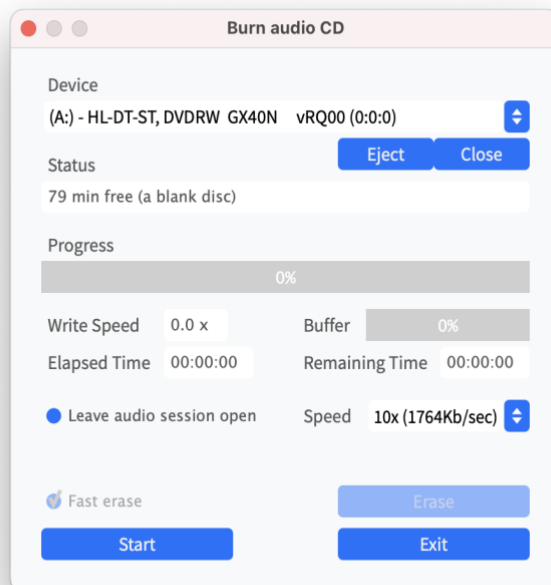 Burn audio CD
Device
(A:) - HL-DT-ST, DVDRW  GX40N    vRQ00 (0:0:0)
Eject Close
Status
79 min free (a blank disc)
Progress
0%
Write Speed 0.0 x Buffer 0%
Elapsed Time 00:00:00 Remaining Time 00:00:00
Leave audio session open Speed 10x (1764Kb/sec)
Fast erase Erase
Start Exit